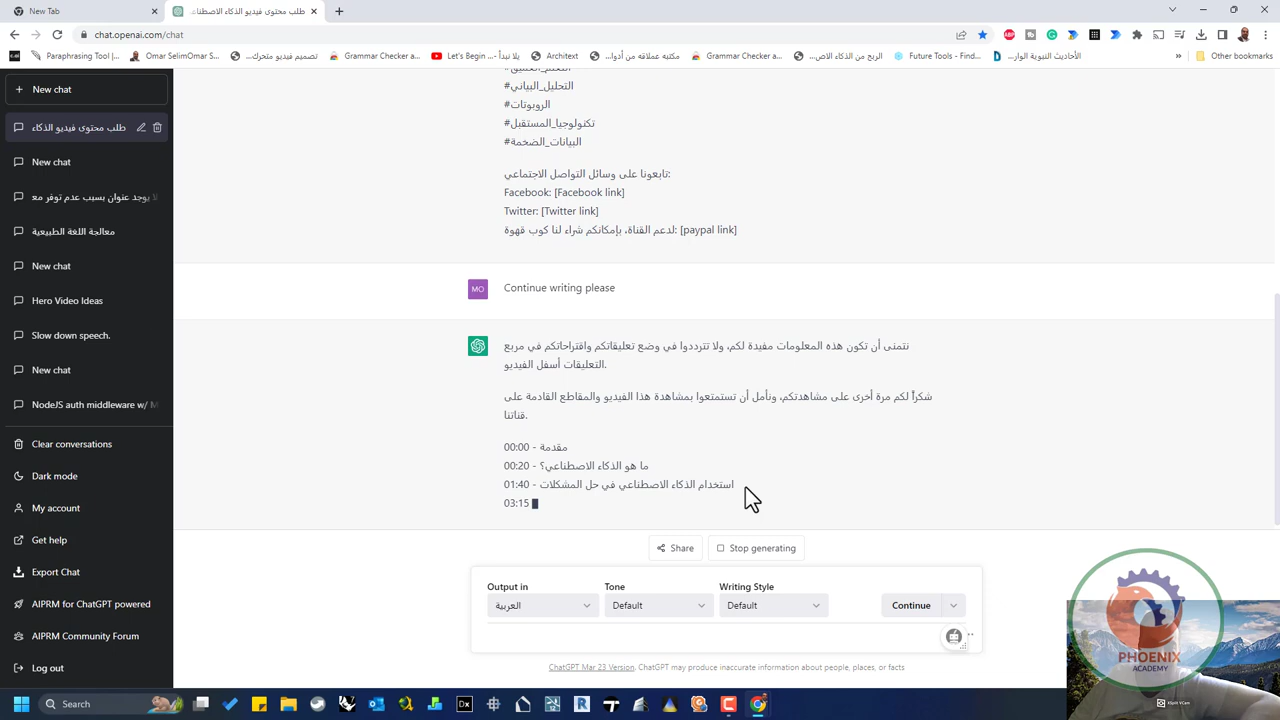 New Tab
طلب محتوى فيديو الذكاء الاصطناع
chat.openai.com/chat
Paraphrasing Tool |...
Omar SelimOmar S...
تصميم فيديو متحرك...
Grammar Checker a...
Let's Begin - ... لا نبدأ
Architext
مكتبه عملاقه من أدوا...
Grammar Checker a...
الربح من الذكاء الاص...
Future Tools - Find...
الأحاديث النبوية الوار...
Other bookmarks
New chat
طلب محتوى فيديو الذكاء
New chat
لا يوجد عنوان بسبب عدم توفر مع
معالجة اللغة الطبيعية
New chat
Hero Video Ideas
Slow down speech.
New chat
NodeJS auth middleware w/ M
Clear conversations
Dark mode
My account
Get help
Export Chat
AIPRM for ChatGPT powered
AIPRM Community Forum
Log out
#التعلم_العميق
#التحليل_البياني
#الروبوتات
#تكنولوجيا_المستقبل
#البيانات_الضخمة
تابعونا على وسائل التواصل الاجتماعي:
Facebook: [Facebook link]
Twitter: [Twitter link]
لدعم القناة، بإمكانكم شراء لنا كوب قهوة: [paypal link]
MO
Continue writing please
نتمنى أن تكون هذه المعلومات مفيدة لكم، ولا تترددوا في وضع تعليقاتكم واقتراحاتكم في مربع
التعليقات أسفل الفيديو.
شكراً لكم مرة أخرى على مشاهدتكم، ونأمل أن تستمتعوا بمشاهدة هذا الفيديو والمقاطع القادمة على
قناتنا.
00:00 - مقدمة
00:20 - ما هو الذكاء الاصطناعي؟
01:40 - استخدام الذكاء الاصطناعي في حل المشكلات
03:15
Share
Stop generating
Output in
Tone
Writing Style
العربية
Default
Default
Continue
ChatGPT Mar 23 Version. ChatGPT may produce inaccurate information about people, places, or facts
PHOENIX
ACADEMY
Search